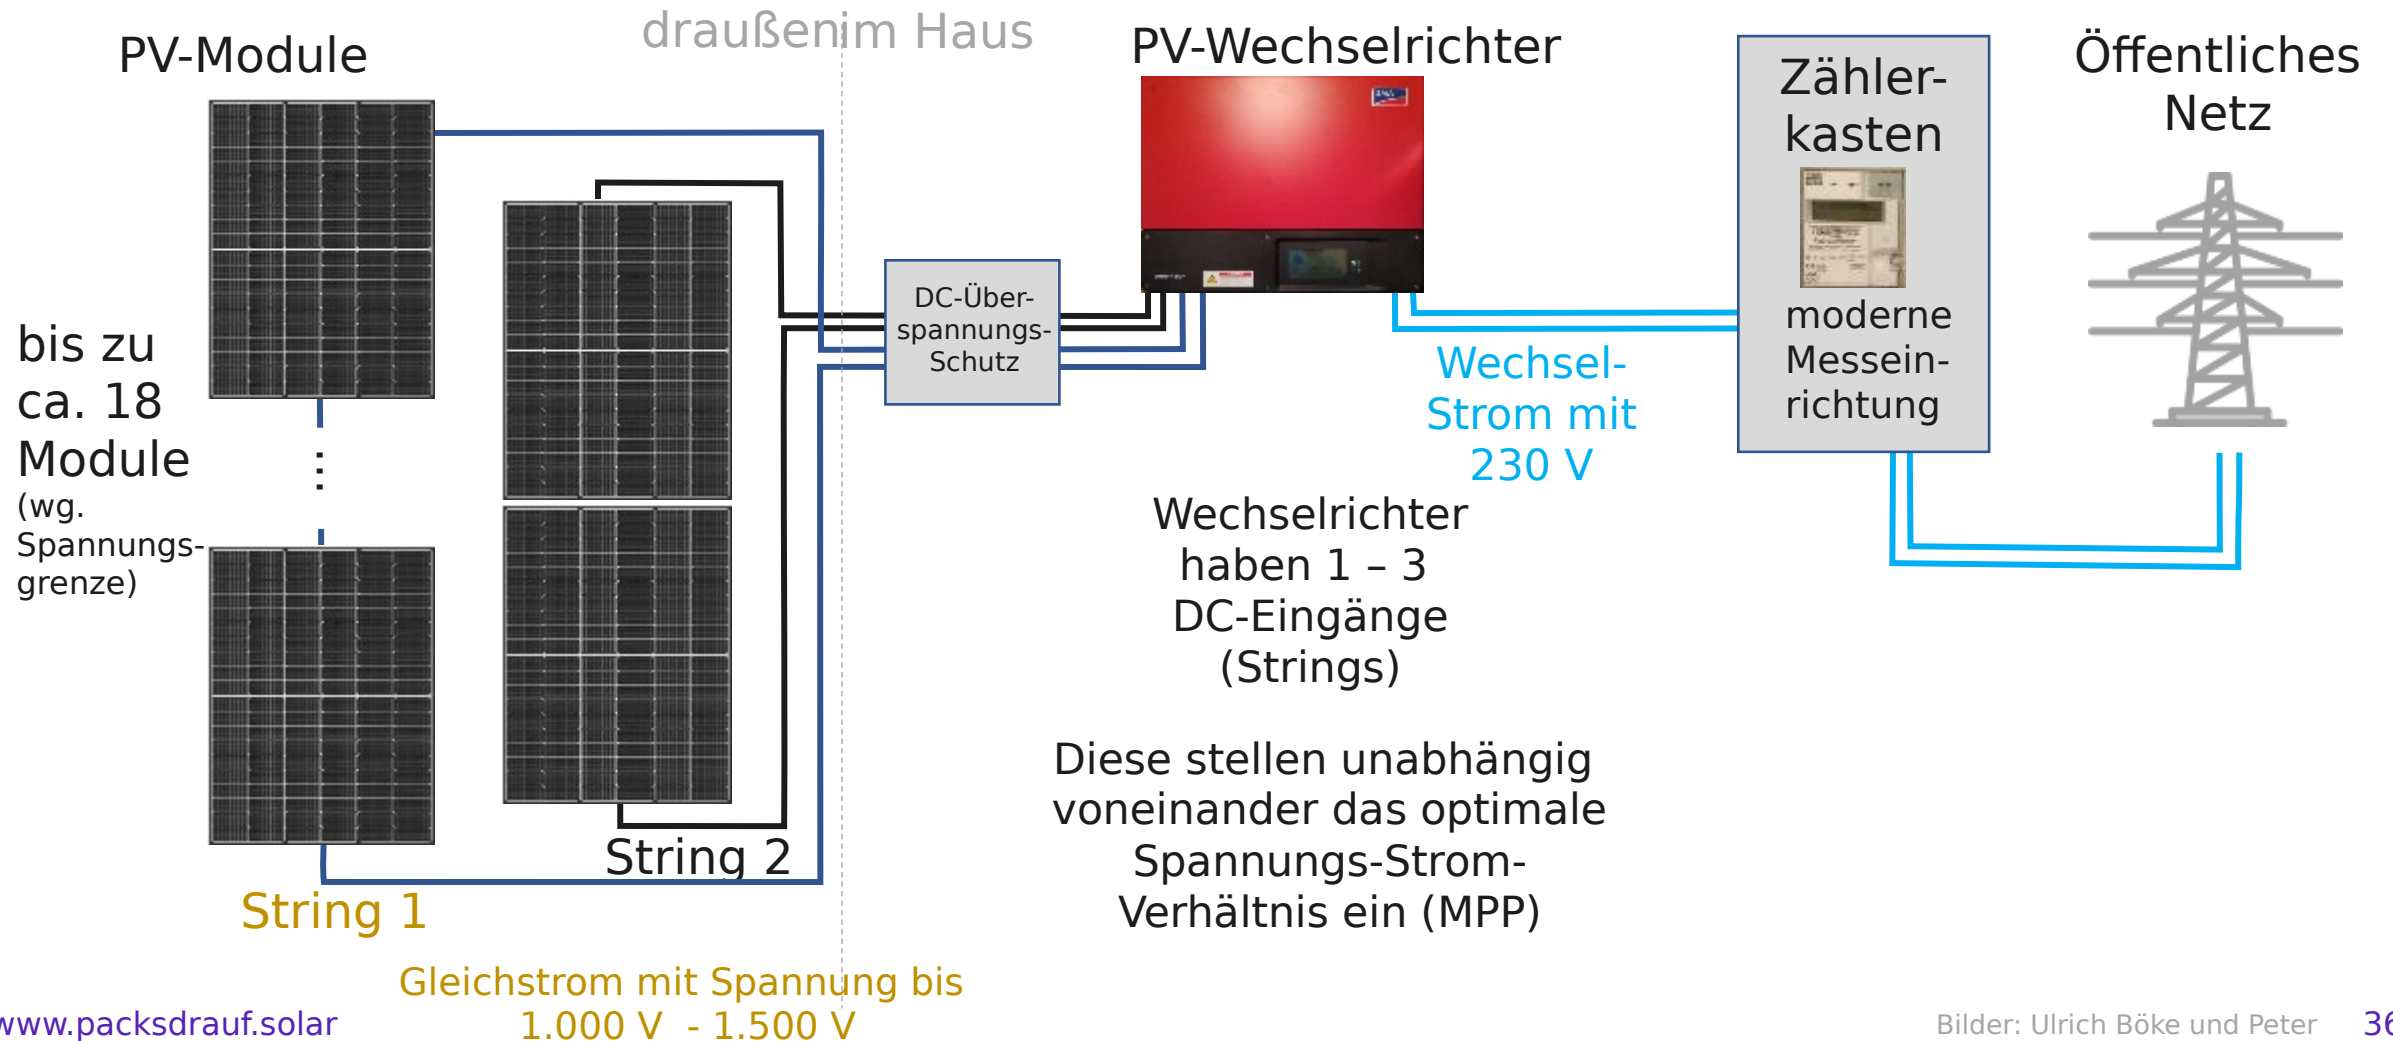 draußen
im Haus
PV-Module
PV-Wechselrichter
Zähler-
kasten
Öffentliches
Netz
DC-Über-
spannungs-
Schutz
moderne
Messein-
richtung
bis zu
ca. 18
Module
(wg.
Spannungs-
grenze)
Wechsel-
Strom mit
230 V
Wechselrichter
haben 1 – 3
DC-Eingänge
(Strings)
Diese stellen unabhängig
voneinander das optimale
Spannungs-Strom-
Verhältnis ein (MPP)
String 2
String 1
Gleichstrom mit Spannung bis
1.000 V - 1.500 V
www.packsdrauf.solar
Bilder: Ulrich Böke und Peter
36